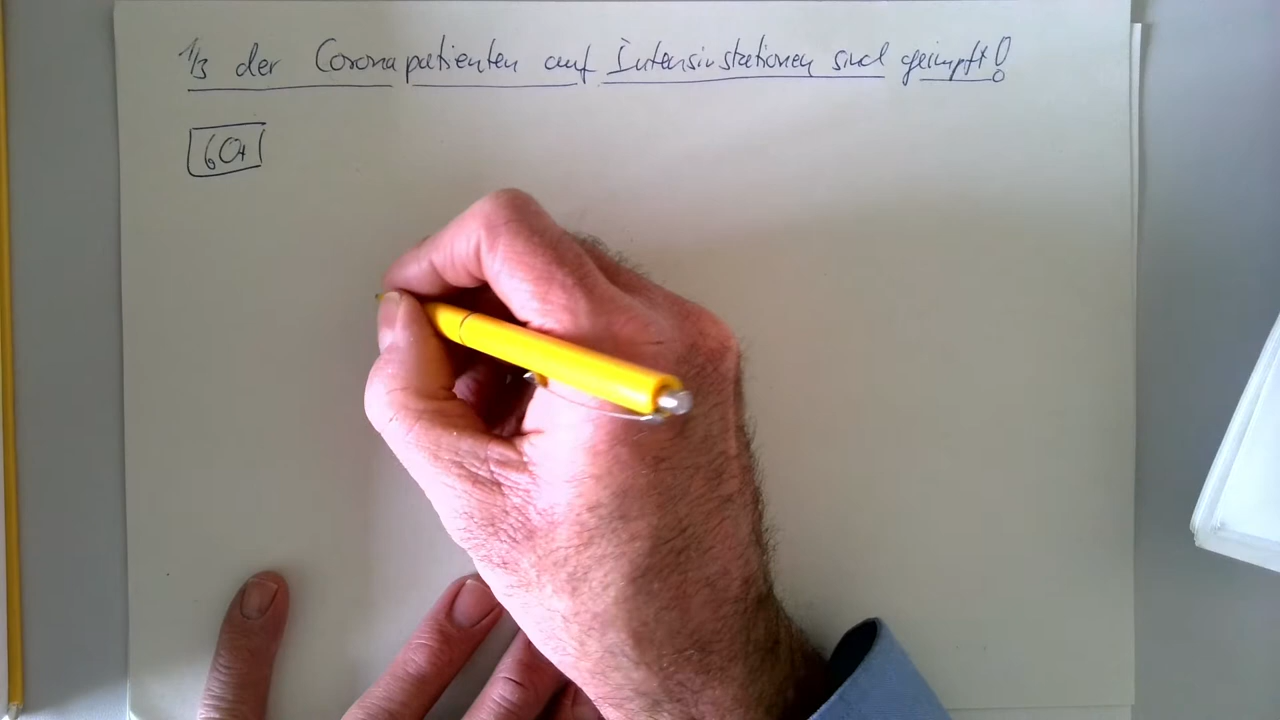 1/3 der Coronapatienten auf Intensivstationen sind geimpft!
60+